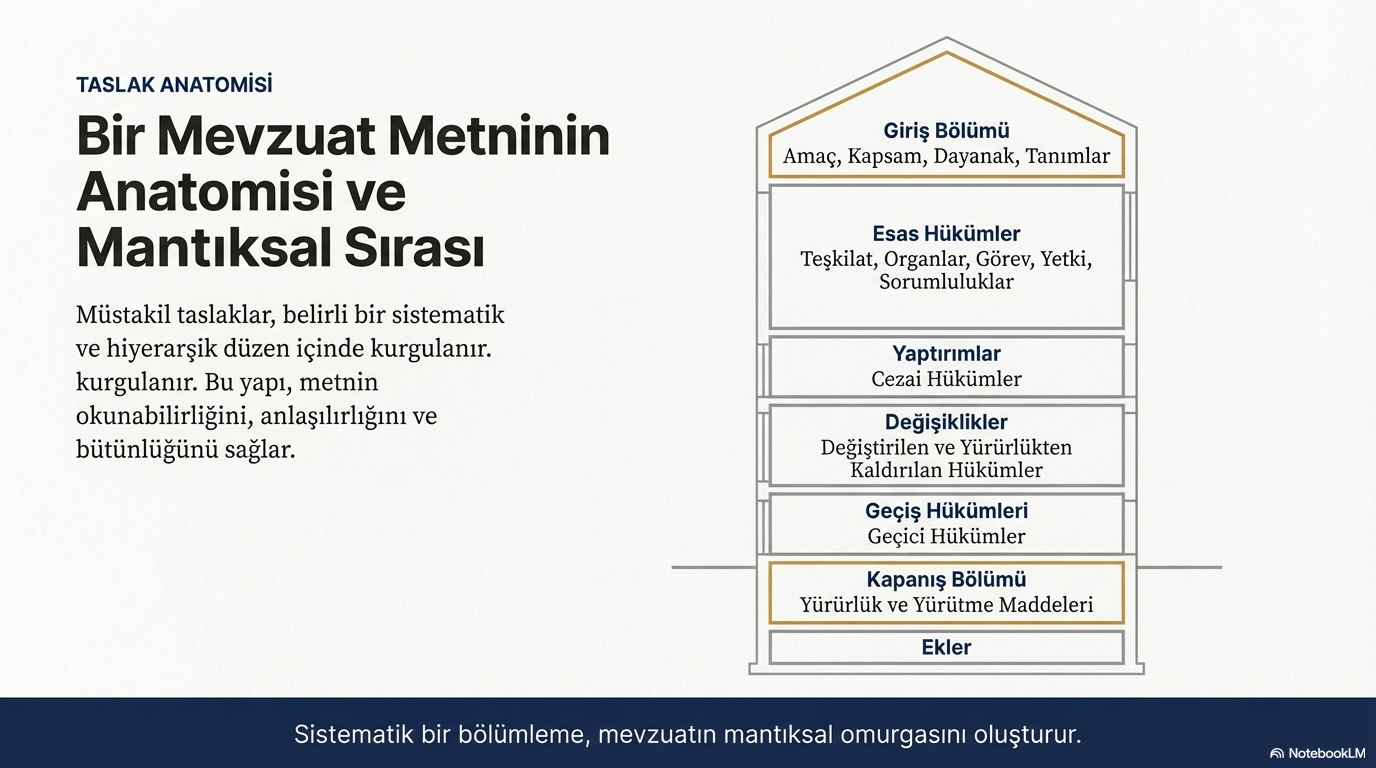 TASLAK ANATOMİSİ
Bir Mevzuat Metninin
Anatomisi ve
Mantıksal Sırası
Müstakil taslaklar, belirli bir sistematik
ve hiyerarşik düzen içinde kurgulanır.
kurgulanır. Bu yapı, metnin
okunabilirliğini, anlaşılırlığını ve
bütünlüğünü sağlar.
Giriş Bölümü
Amaç, Kapsam, Dayanak, Tanımlar
Esas Hükümler
Teşkilat, Organlar, Görev, Yetki,
Sorumluluklar
Yaptırımlar
Cezai Hükümler
Değişiklikler
Değiştirilen ve Yürürlükten
Kaldırılan Hükümler
Geçiş Hükümleri
Geçici Hükümler
Kapanış Bölümü
Yürürlük ve Yürütme Maddeleri
Ekler
Sistematik bir bölümleme, mevzuatın mantıksal omurgasını oluşturur.
NotebookLM